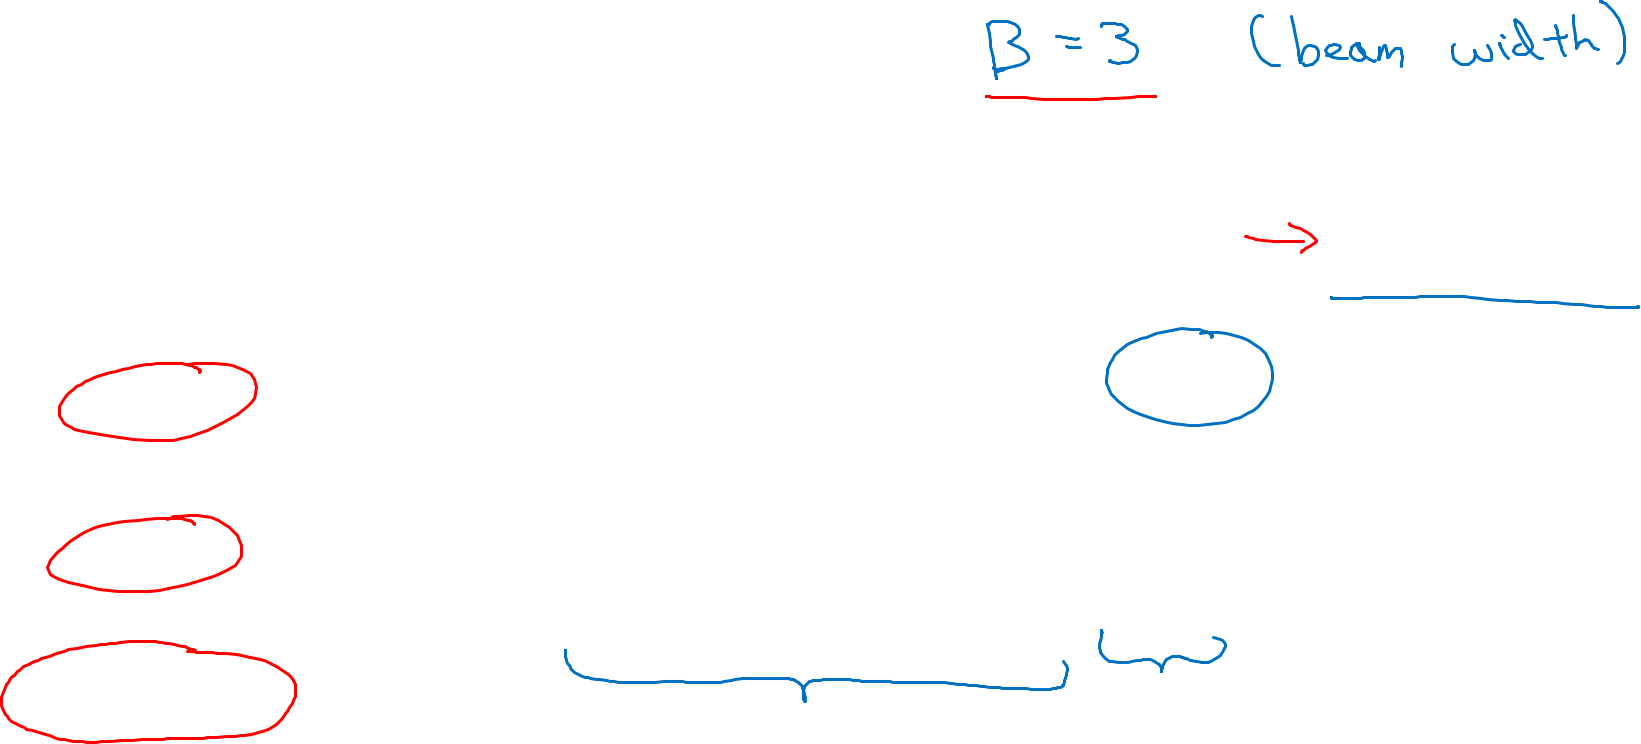 B = 3 (beam width)